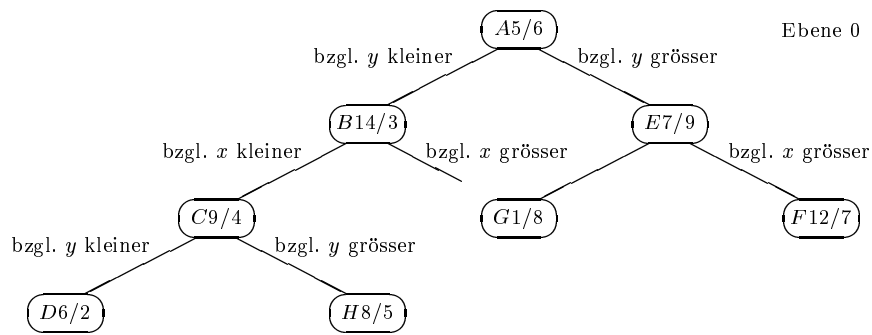 A5/6 Ebene 0
bzgl. y kleiner bzgl. y grösser
B14/3 E7/9
bzgl. x kleiner bzgl. x grösser bzgl. x grösser
C9/4 G1/8 F12/7
bzgl. y kleiner bzgl. y grösser
D6/2 H8/5